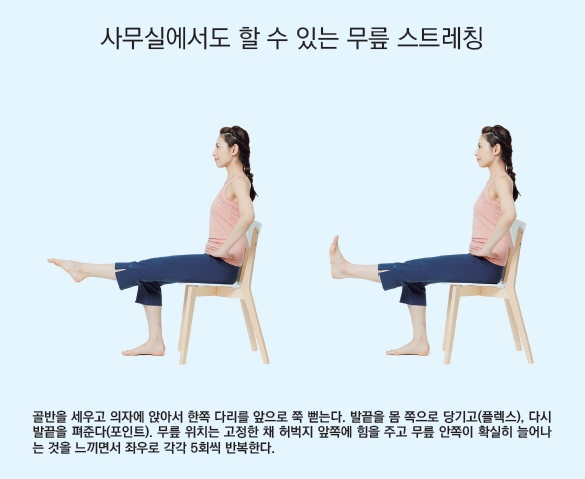 사무실에서도 할 수 있는 무릎 스트레칭
골반을 세우고 의자에 앉아서 한쪽 다리를 앞으로 쭉 뻗는다. 발끝을 몸 쪽으로 당기고(플렉스), 다시
발끝을 펴준다(포인트). 무릎 위치는 고정한 채 허벅지 앞쪽에 힘을 주고 무릎 안쪽이 확실히 늘어나
는 것을 느끼면서 좌우로 각각 5회씩 반복한다.